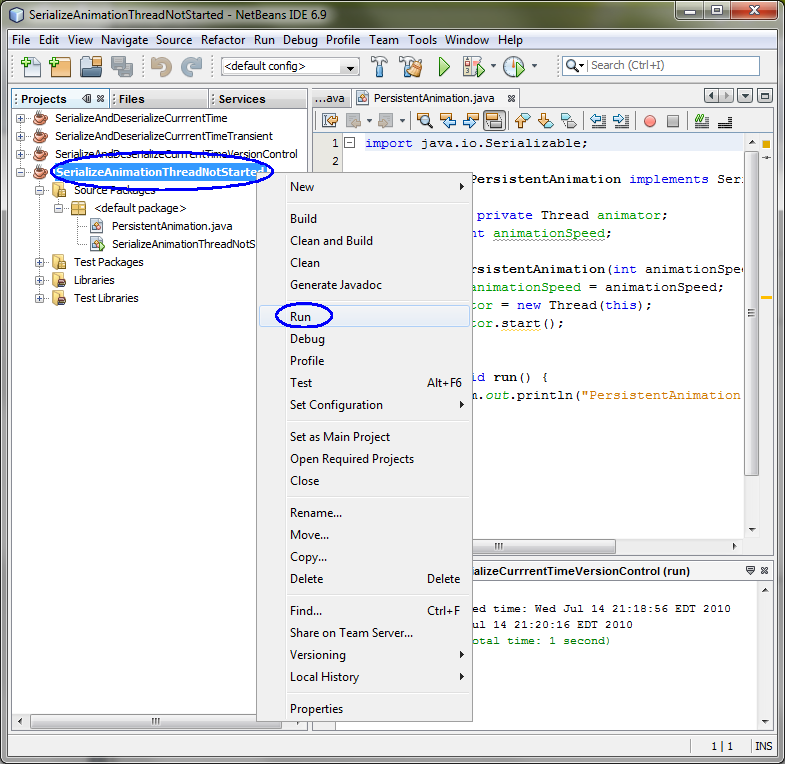 SerializeAnimationThreadNotStarted - NetBeans IDE 6.9
File Edit View Navigate Source Refactor Run Debug Profile Team Tools Window Help
<default config>
Search (Ctrl+I)
Projects Files Services
...ava PersistentAnimation.java
SerializeAndDeserializeCurrrentTime
SerializeAndDeserializeCurrrentTimeTransient
SerializeAndDeserializeCurrrentTimeVersionControl
SerializeAnimationThreadNotStarted
Source Packages
<default package>
PersistentAnimation.java
SerializeAnimationThreadNotS
Test Packages
Libraries
Test Libraries
New
Build
Clean and Build
Clean
Generate Javadoc
Run
Debug
Profile
Test Alt+F6
Set Configuration
Set as Main Project
Open Required Projects
Close
Rename...
Move...
Copy...
Delete Delete
Find... Ctrl+F
Share on Team Server...
Versioning
Local History
Properties
1 import java.io.Serializable;
2
PersistentAnimation implements Seri
private Thread animator;
nt animationSpeed;
rsistentAnimation(int animationSpee
animationSpeed = animationSpeed;
tor = new Thread(this);
tor.start();
id run() {
m.out.println("PersistentAnimation
alizeCurrrentTimeVersionControl (run)
ed time: Wed Jul 14 21:18:56 EDT 2010
ul 14 21:20:16 EDT 2010
otal time: 1 second)
1 | 1 INS